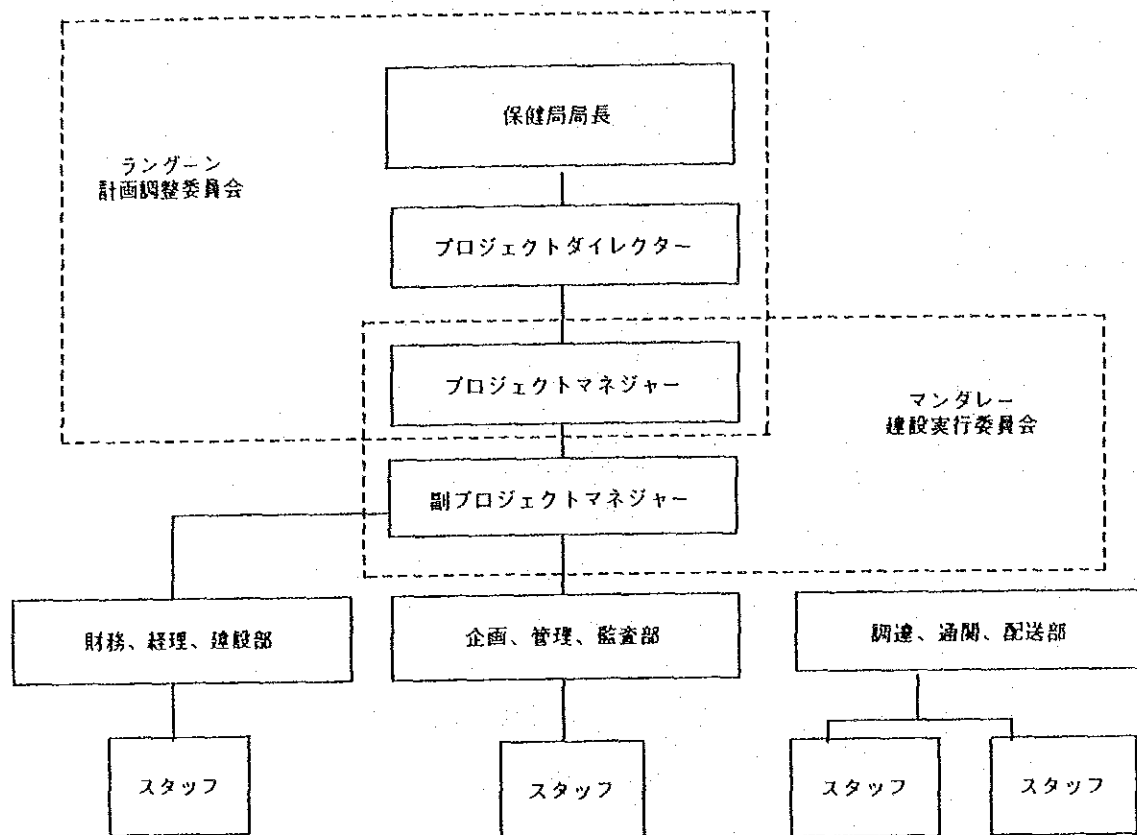 保健局局長
ラングーン
計画調整委員会
プロジェクトダイレクター
プロジェクトマネジャー
マンダレー
建設実行委員会
副プロジェクトマネジャー
財務、経理、建設部
企画、管理、監査部
調達、通関、配送部
スタッフ
スタッフ
スタッフ
スタッフ